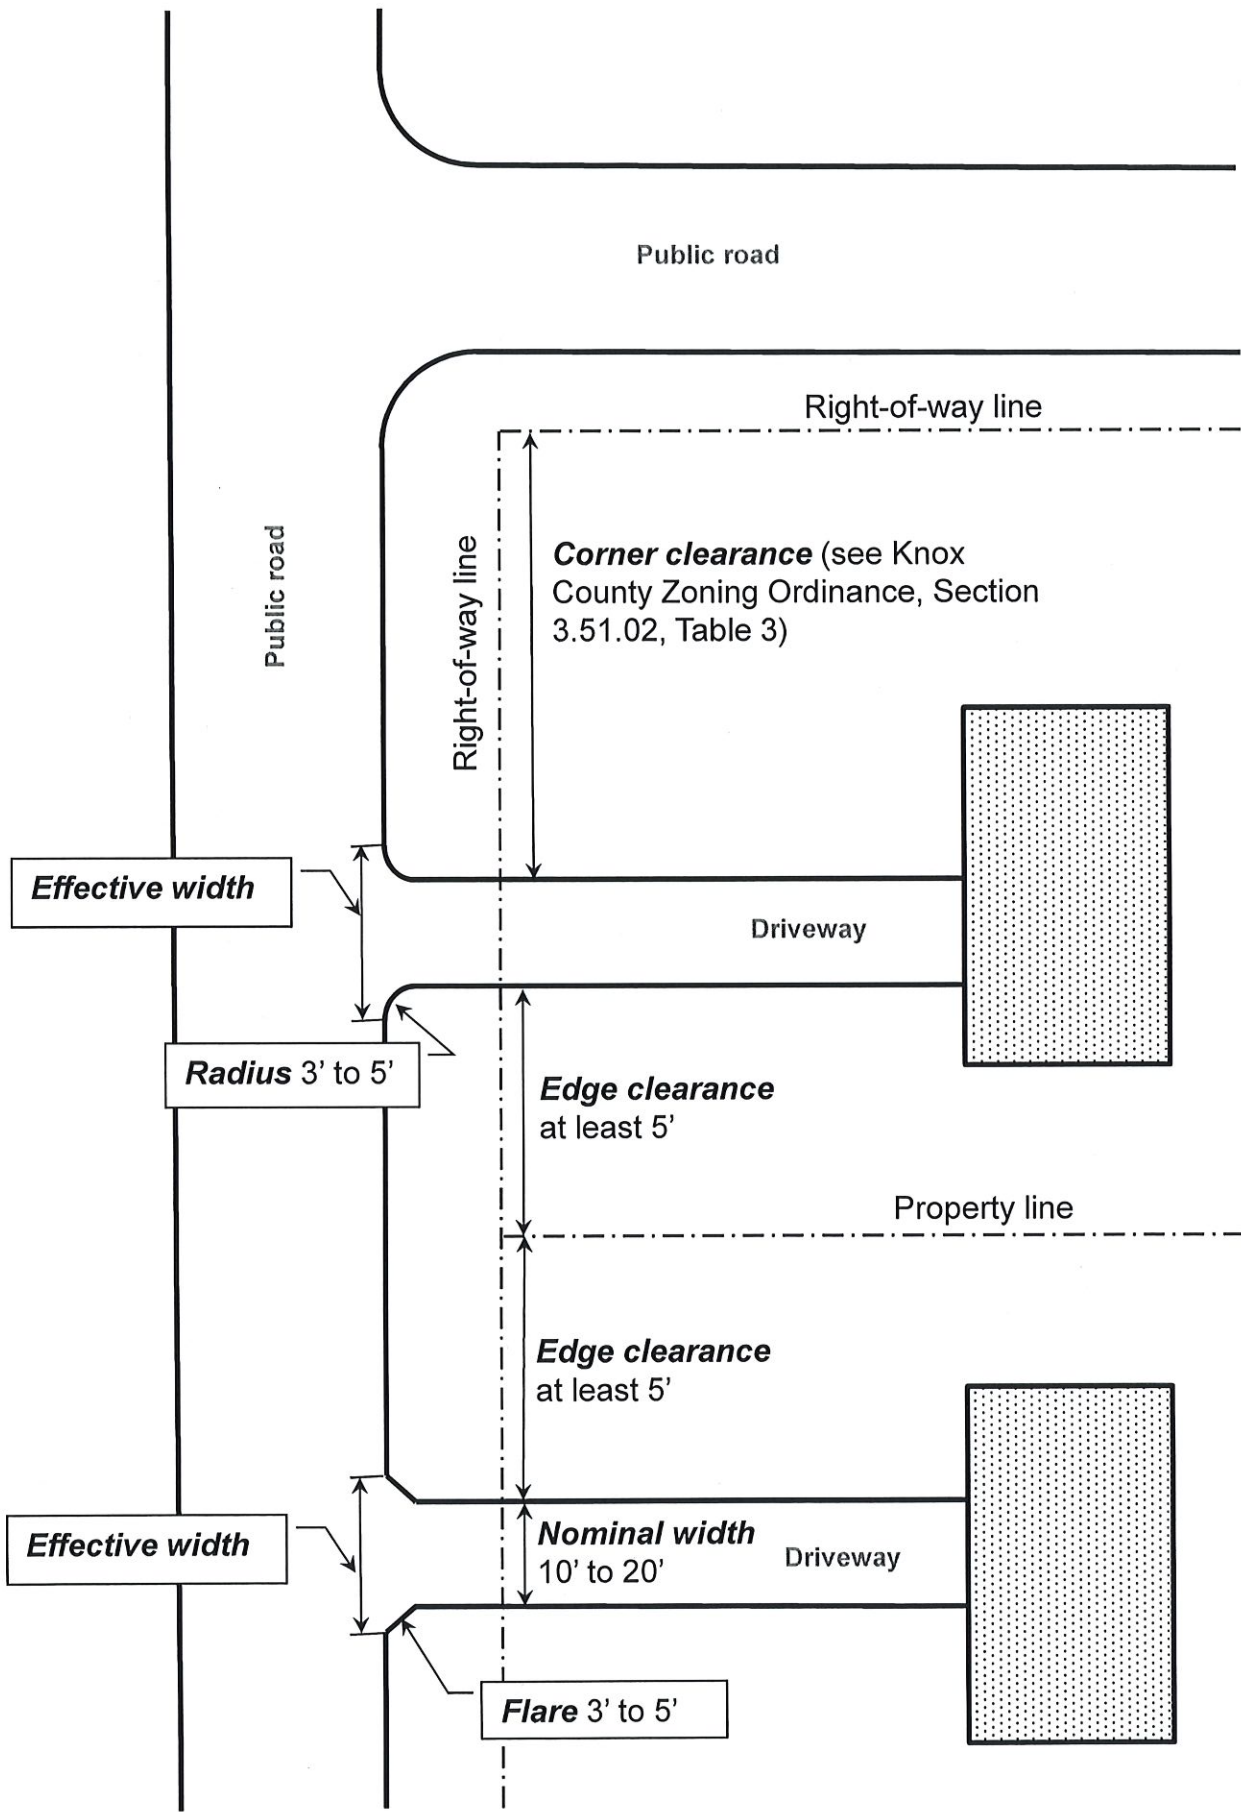 Public road
Right-of-way line
Public road
Right-of-way line
Corner clearance (see Knox
County Zoning Ordinance, Section
3.51.02, Table 3)
Effective width
Driveway
Radius 3’ to 5’
Edge clearance
at least 5’
Property line
Edge clearance
at least 5’
Effective width
Nominal width
10’ to 20’
Driveway
Flare 3’ to 5’